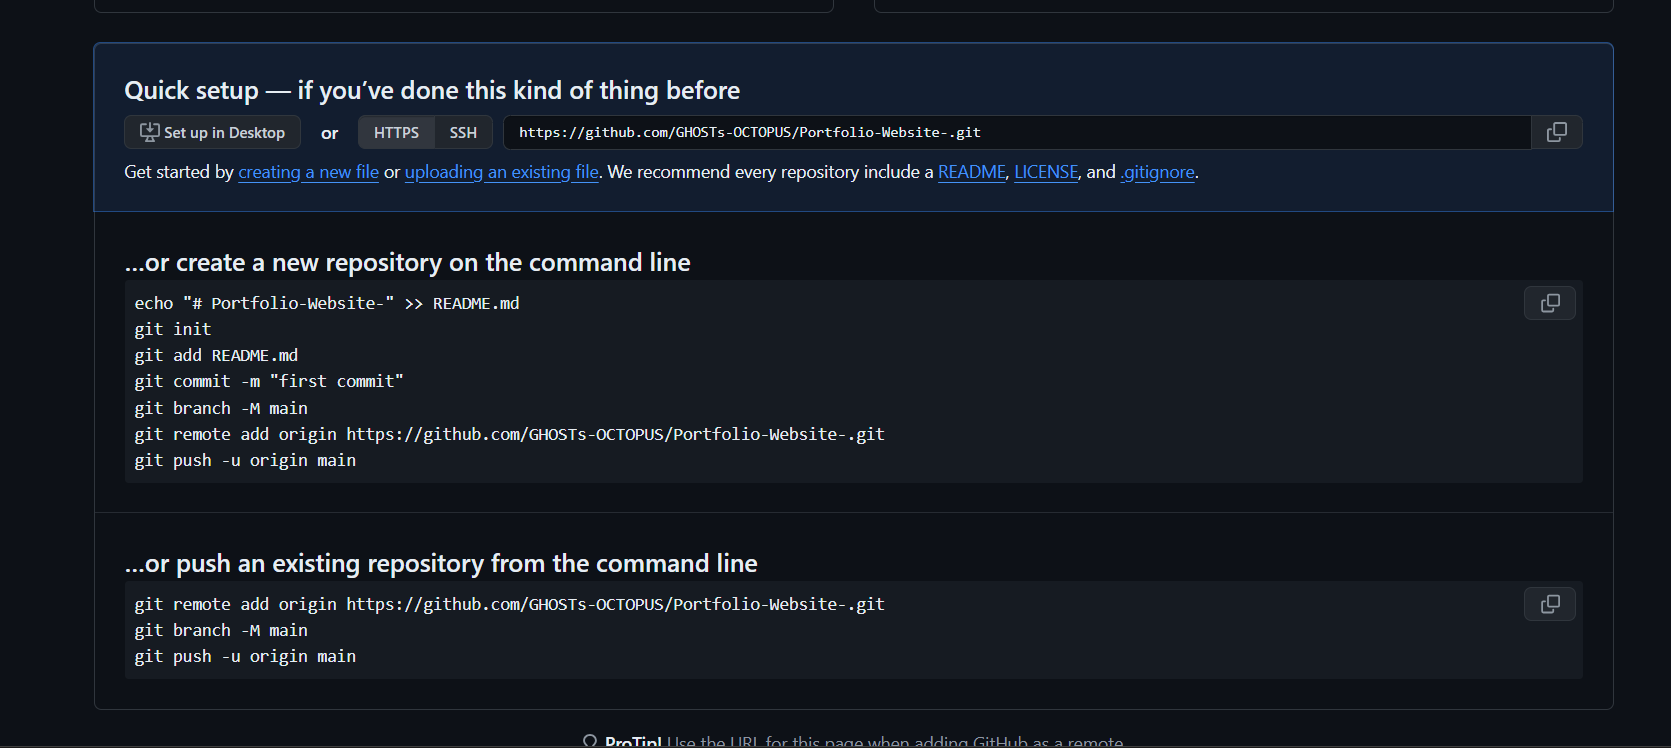 Quick setup — if you’ve done this kind of thing before
Set up in Desktop or HTTPS SSH https://github.com/GHOSTs-OCTOPUS/Portfolio-Website-.git
Get started by creating a new file or uploading an existing file. We recommend every repository include a README, LICENSE, and .gitignore.
…or create a new repository on the command line
echo "# Portfolio-Website-" >> README.md
git init
git add README.md
git commit -m "first commit"
git branch -M main
git remote add origin https://github.com/GHOSTs-OCTOPUS/Portfolio-Website-.git
git push -u origin main
…or push an existing repository from the command line
git remote add origin https://github.com/GHOSTs-OCTOPUS/Portfolio-Website-.git
git branch -M main
git push -u origin main
ProTip! Use the URL for this page when adding GitHub as a remote.